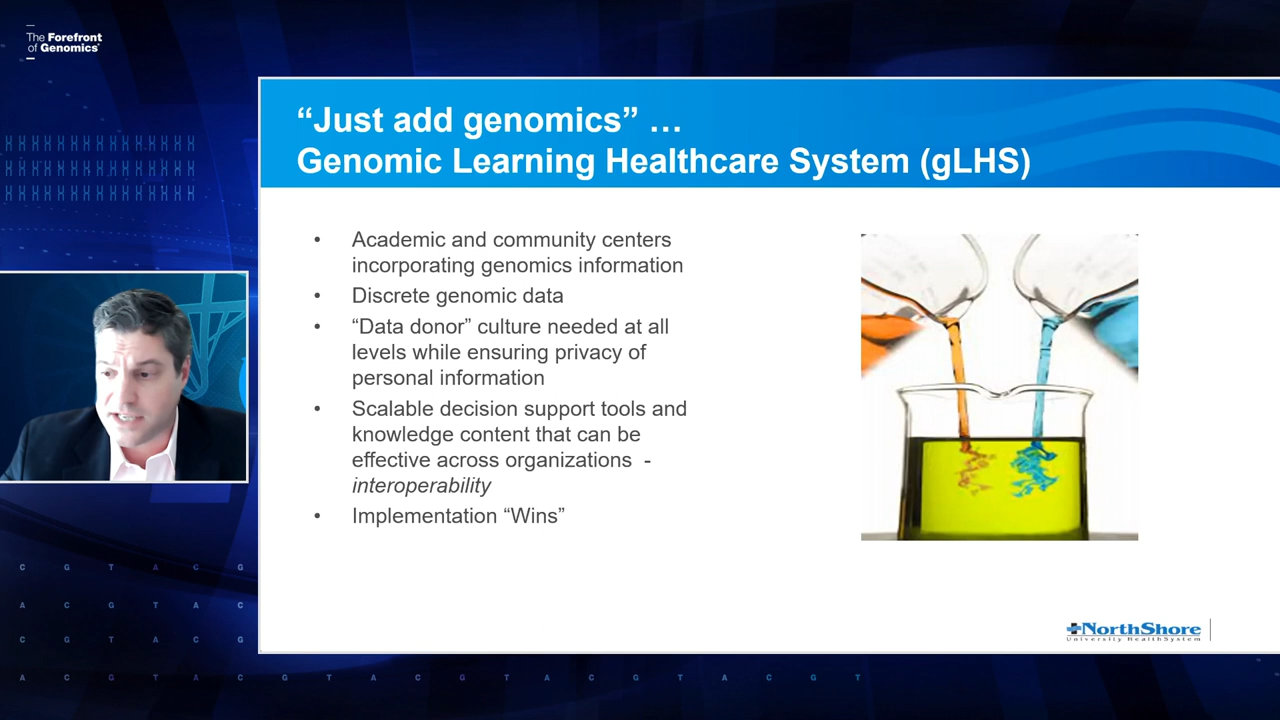 The Forefront
of Genomics®
“Just add genomics” …
Genomic Learning Healthcare System (gLHS)
• Academic and community centers
incorporating genomics information
• Discrete genomic data
• “Data donor” culture needed at all
levels while ensuring privacy of
personal information
• Scalable decision support tools and
knowledge content that can be
effective across organizations -
interoperability
• Implementation “Wins”
NorthShore
University HealthSystem
C G T A C G
A C G T A C
C G T A C G
A C G T A C G T A C G T A C G T A C G T